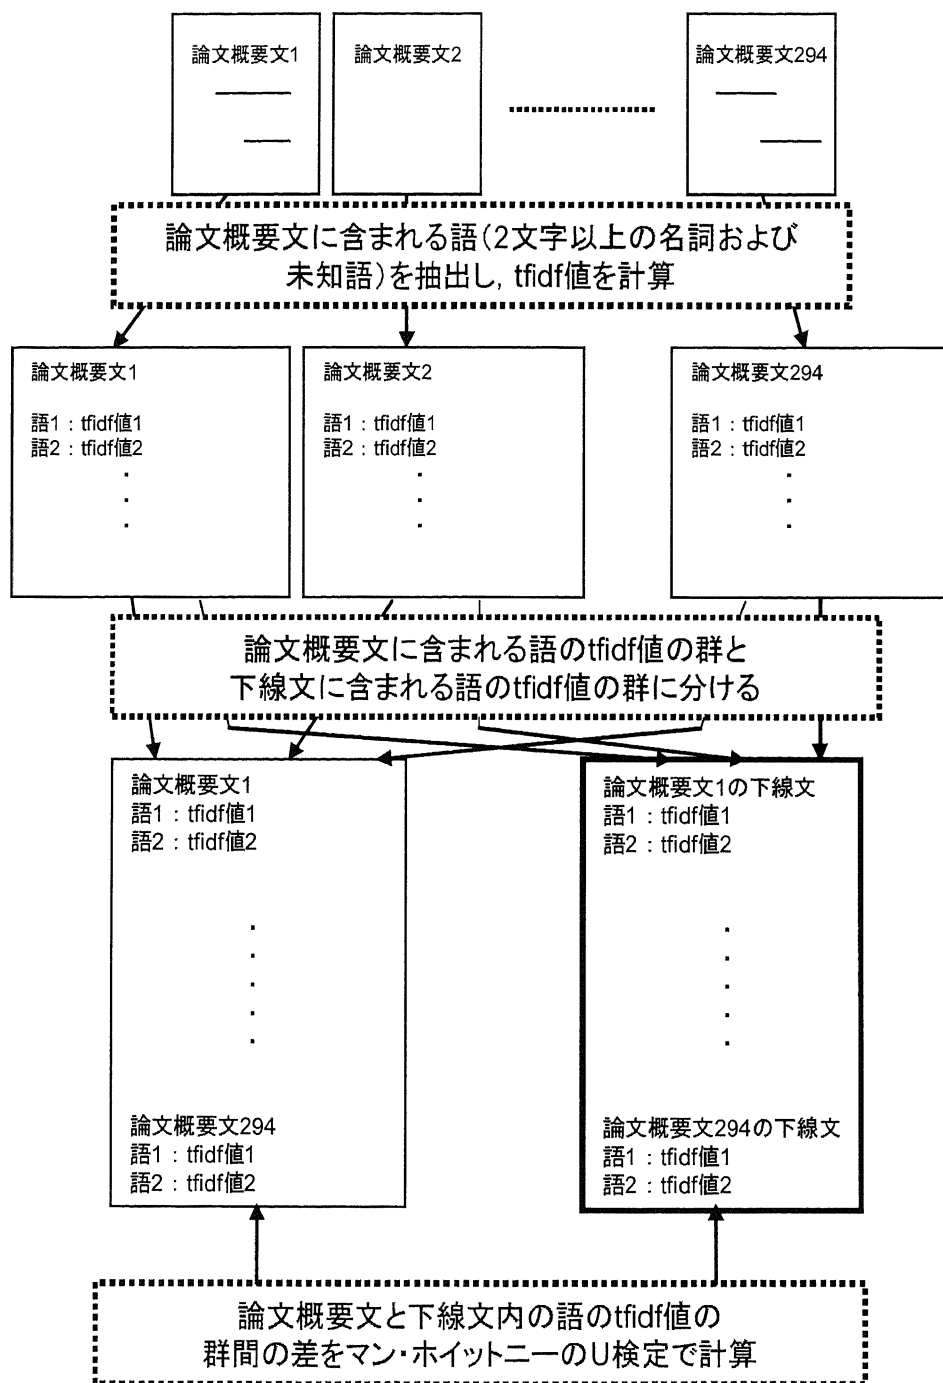 論文概要文1
論文概要文2
論文概要文294
論文概要文に含まれる語(2文字以上の名詞および
未知語)を抽出し, tfidf値を計算
論文概要文1
語1:tfidf値1
語2:tfidf値2
論文概要文2
語1:tfidf値1
語2:tfidf値2
論文概要文294
語1:tfidf値1
語2:tfidf値2
論文概要文に含まれる語のtfidf値の群と
下線文に含まれる語のtfidf値の群に分ける
論文概要文1
語1:tfidf値1
語2:tfidf値2
論文概要文294
語1:tfidf値1
語2:tfidf値2
論文概要文1の下線文
語1:tfidf値1
語2:tfidf値2
論文概要文294の下線文
語1:tfidf値1
語2:tfidf値2
論文概要文と下線文内の語のtfidf値の
群間の差をマン・ホイットニーのU検定で計算